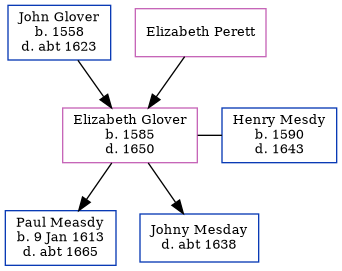 John Glover
b. 1558
d. abt 1623
Elizabeth Perett
Elizabeth Glover
b. 1585
d. 1650
Henry Mesdy
b. 1590
d. 1643
Paul Measdy
b. 9 Jan 1613
d. abt 1665
Johny Mesday
d. abt 1638